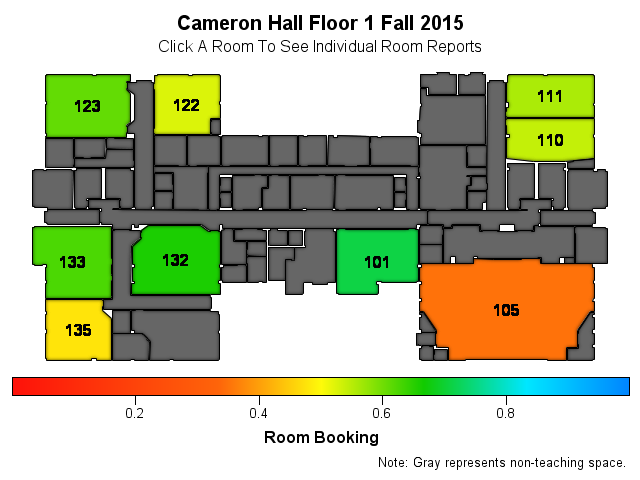 Cameron Hall Floor 1 Fall 2015
Click A Room To See Individual Room Reports
123
122
111
110
133
132
101
105
135
0.2 0.4 0.6 0.8
Room Booking
Note: Gray represents non-teaching space.